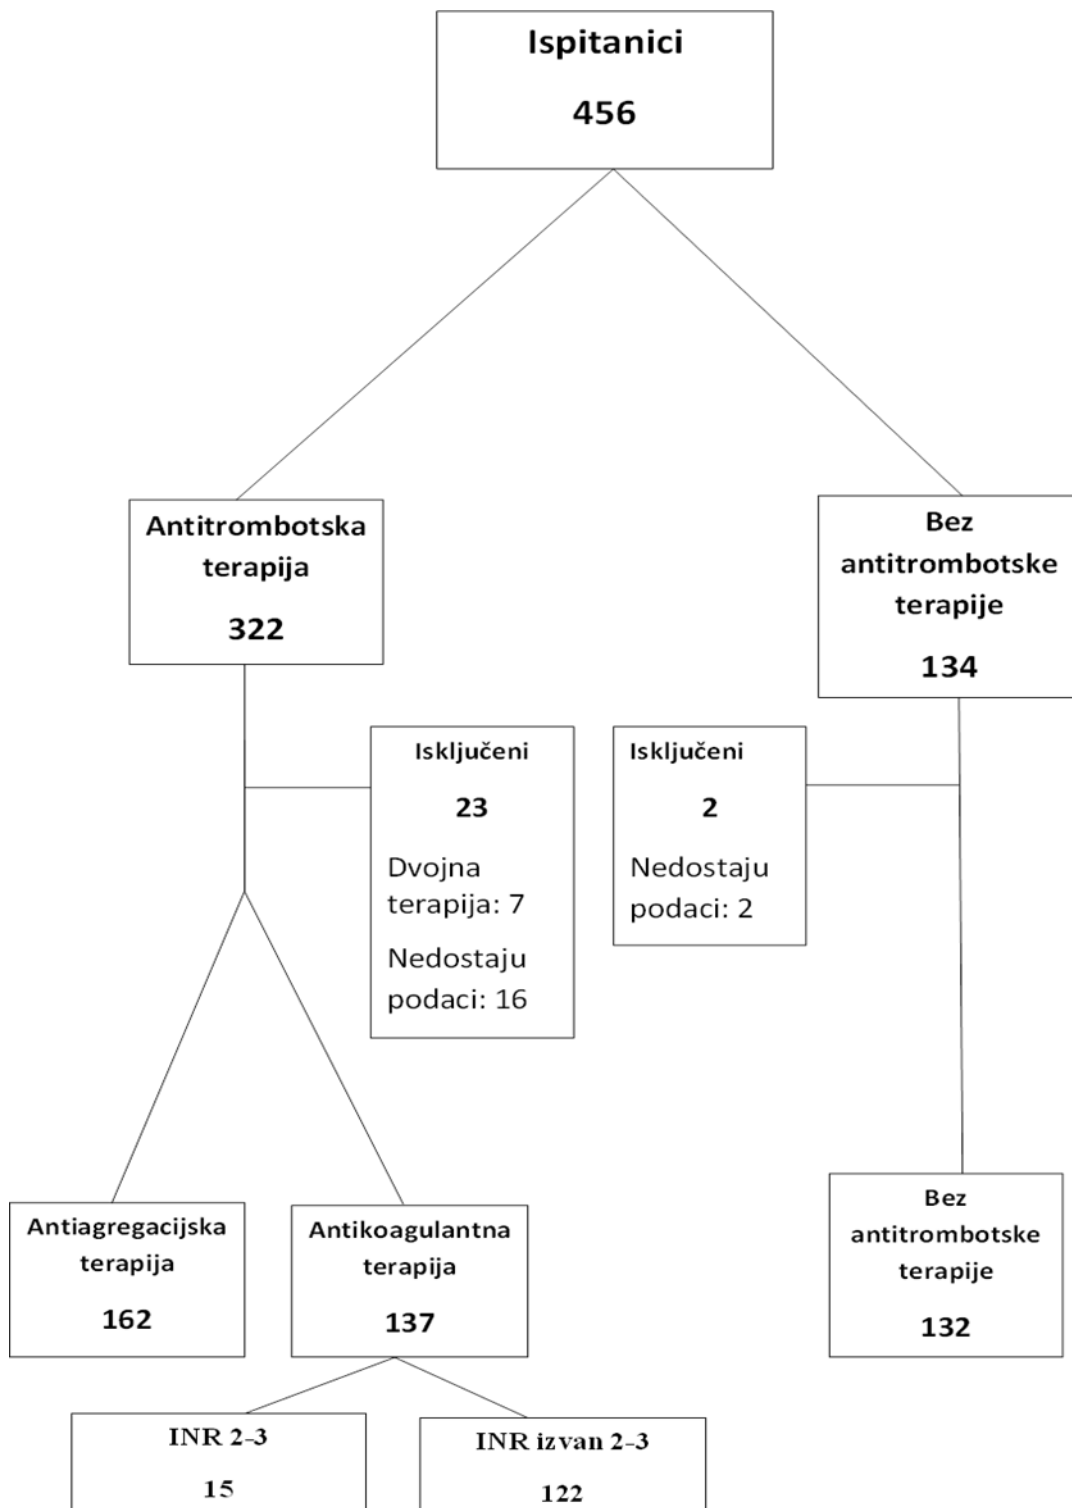 Ispitanici
456
Antitrombotska
terapija
322
Bez
antitrombotske
terapije
134
Isključeni
23
Dvojna
terapija: 7
Nedostaju
podaci: 16
Isključeni
2
Nedostaju
podaci: 2
Antiagregacijska
terapija
162
Antikoagulantna
terapija
137
Bez
antitrombotske
terapije
132
INR 2-3
15
INR izvan 2-3
122